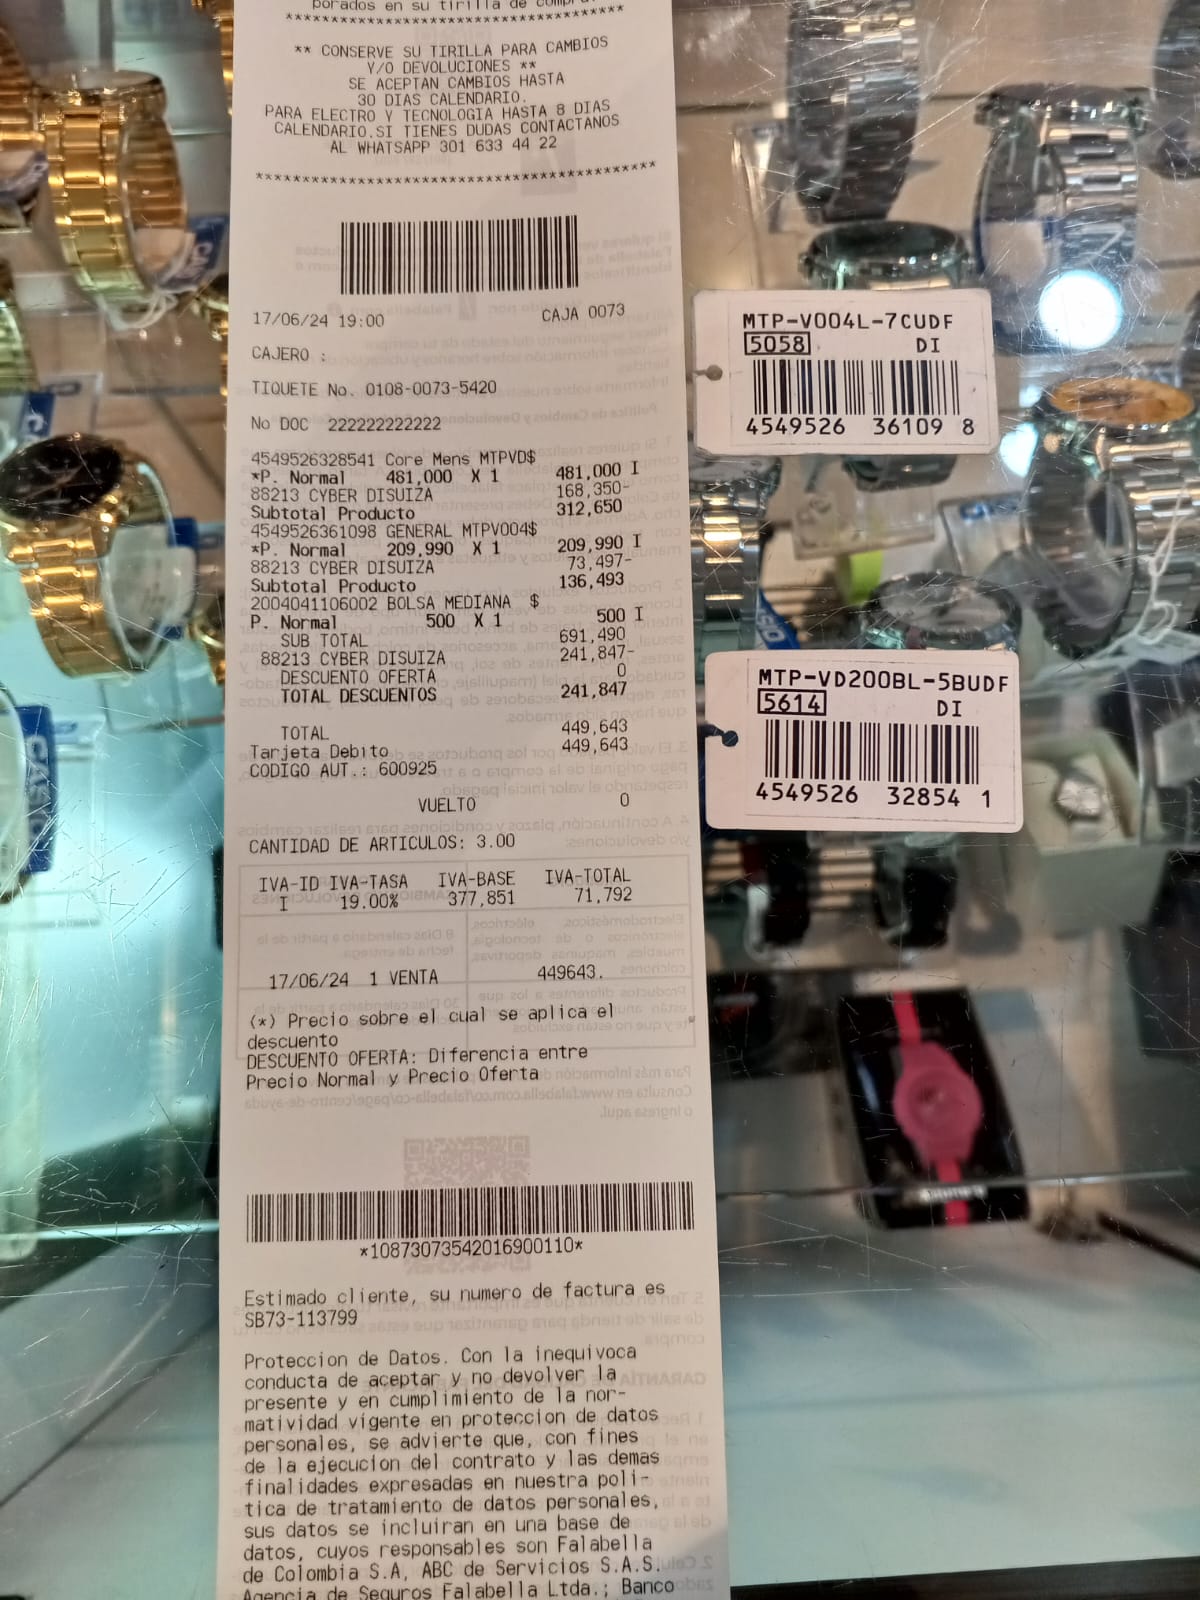 porados en su tirilla de compra.
****************************************
** CONSERVE SU TIRILLA PARA CAMBIOS
Y/O DEVOLUCIONES **
SE ACEPTAN CAMBIOS HASTA
30 DIAS CALENDARIO.
PARA ELECTRO Y TECNOLOGIA HASTA 8 DIAS
CALENDARIO.SI TIENES DUDAS CONTACTANOS
AL WHATSAPP 301 633 44 22
****************************************
17/06/24 19:00 CAJA 0073
CAJERO :
TIQUETE No. 0108-0073-5420
No DOC 222222222222
4549526328541 Core Mens MTPVD$
*P. Normal 481,000 X 1 481,000 I
88213 CYBER DISUIZA 168,350-
Subtotal Producto 312,650
4549526361098 GENERAL MTPV004$
*P. Normal 209,990 X 1 209,990 I
88213 CYBER DISUIZA 73,497-
Subtotal Producto 136,493
2004041106002 BOLSA MEDIANA $
P. Normal 500 X 1 500 I
SUB TOTAL 691,490
88213 CYBER DISUIZA 241,847-
DESCUENTO OFERTA 0
TOTAL DESCUENTOS 241,847
TOTAL 449,643
Tarjeta Debito 449,643
CODIGO AUT.: 600925
VUELTO 0
CANTIDAD DE ARTICULOS: 3.00
IVA-ID IVA-TASA IVA-BASE IVA-TOTAL
I 19.00% 377,851 71,792
17/06/24 1 VENTA 449643.
(*) Precio sobre el cual se aplica el
descuento
DESCUENTO OFERTA: Diferencia entre
Precio Normal y Precio Oferta
*10873073542016900110*
Estimado cliente, su numero de factura es
SB73-113799
Proteccion de Datos. Con la inequivoca
conducta de aceptar y no devolver la
presente y en cumplimiento de la nor-
matividad vigente en proteccion de datos
personales, se advierte que, con fines
de la ejecucion del contrato y las demas
finalidades expresadas en nuestra poli-
tica de tratamiento de datos personales,
sus datos se incluiran en una base de
datos, cuyos responsables son Falabella
de Colombia S.A, ABC de Servicios S.A.S.
Agencia de Seguros Falabella Ltda.; Banco
MTP-V004L-7CUDF
5058 DI
4549526 36109 8
MTP-VD200BL-5BUDF
5614 DI
4549526 32854 1
CASIO